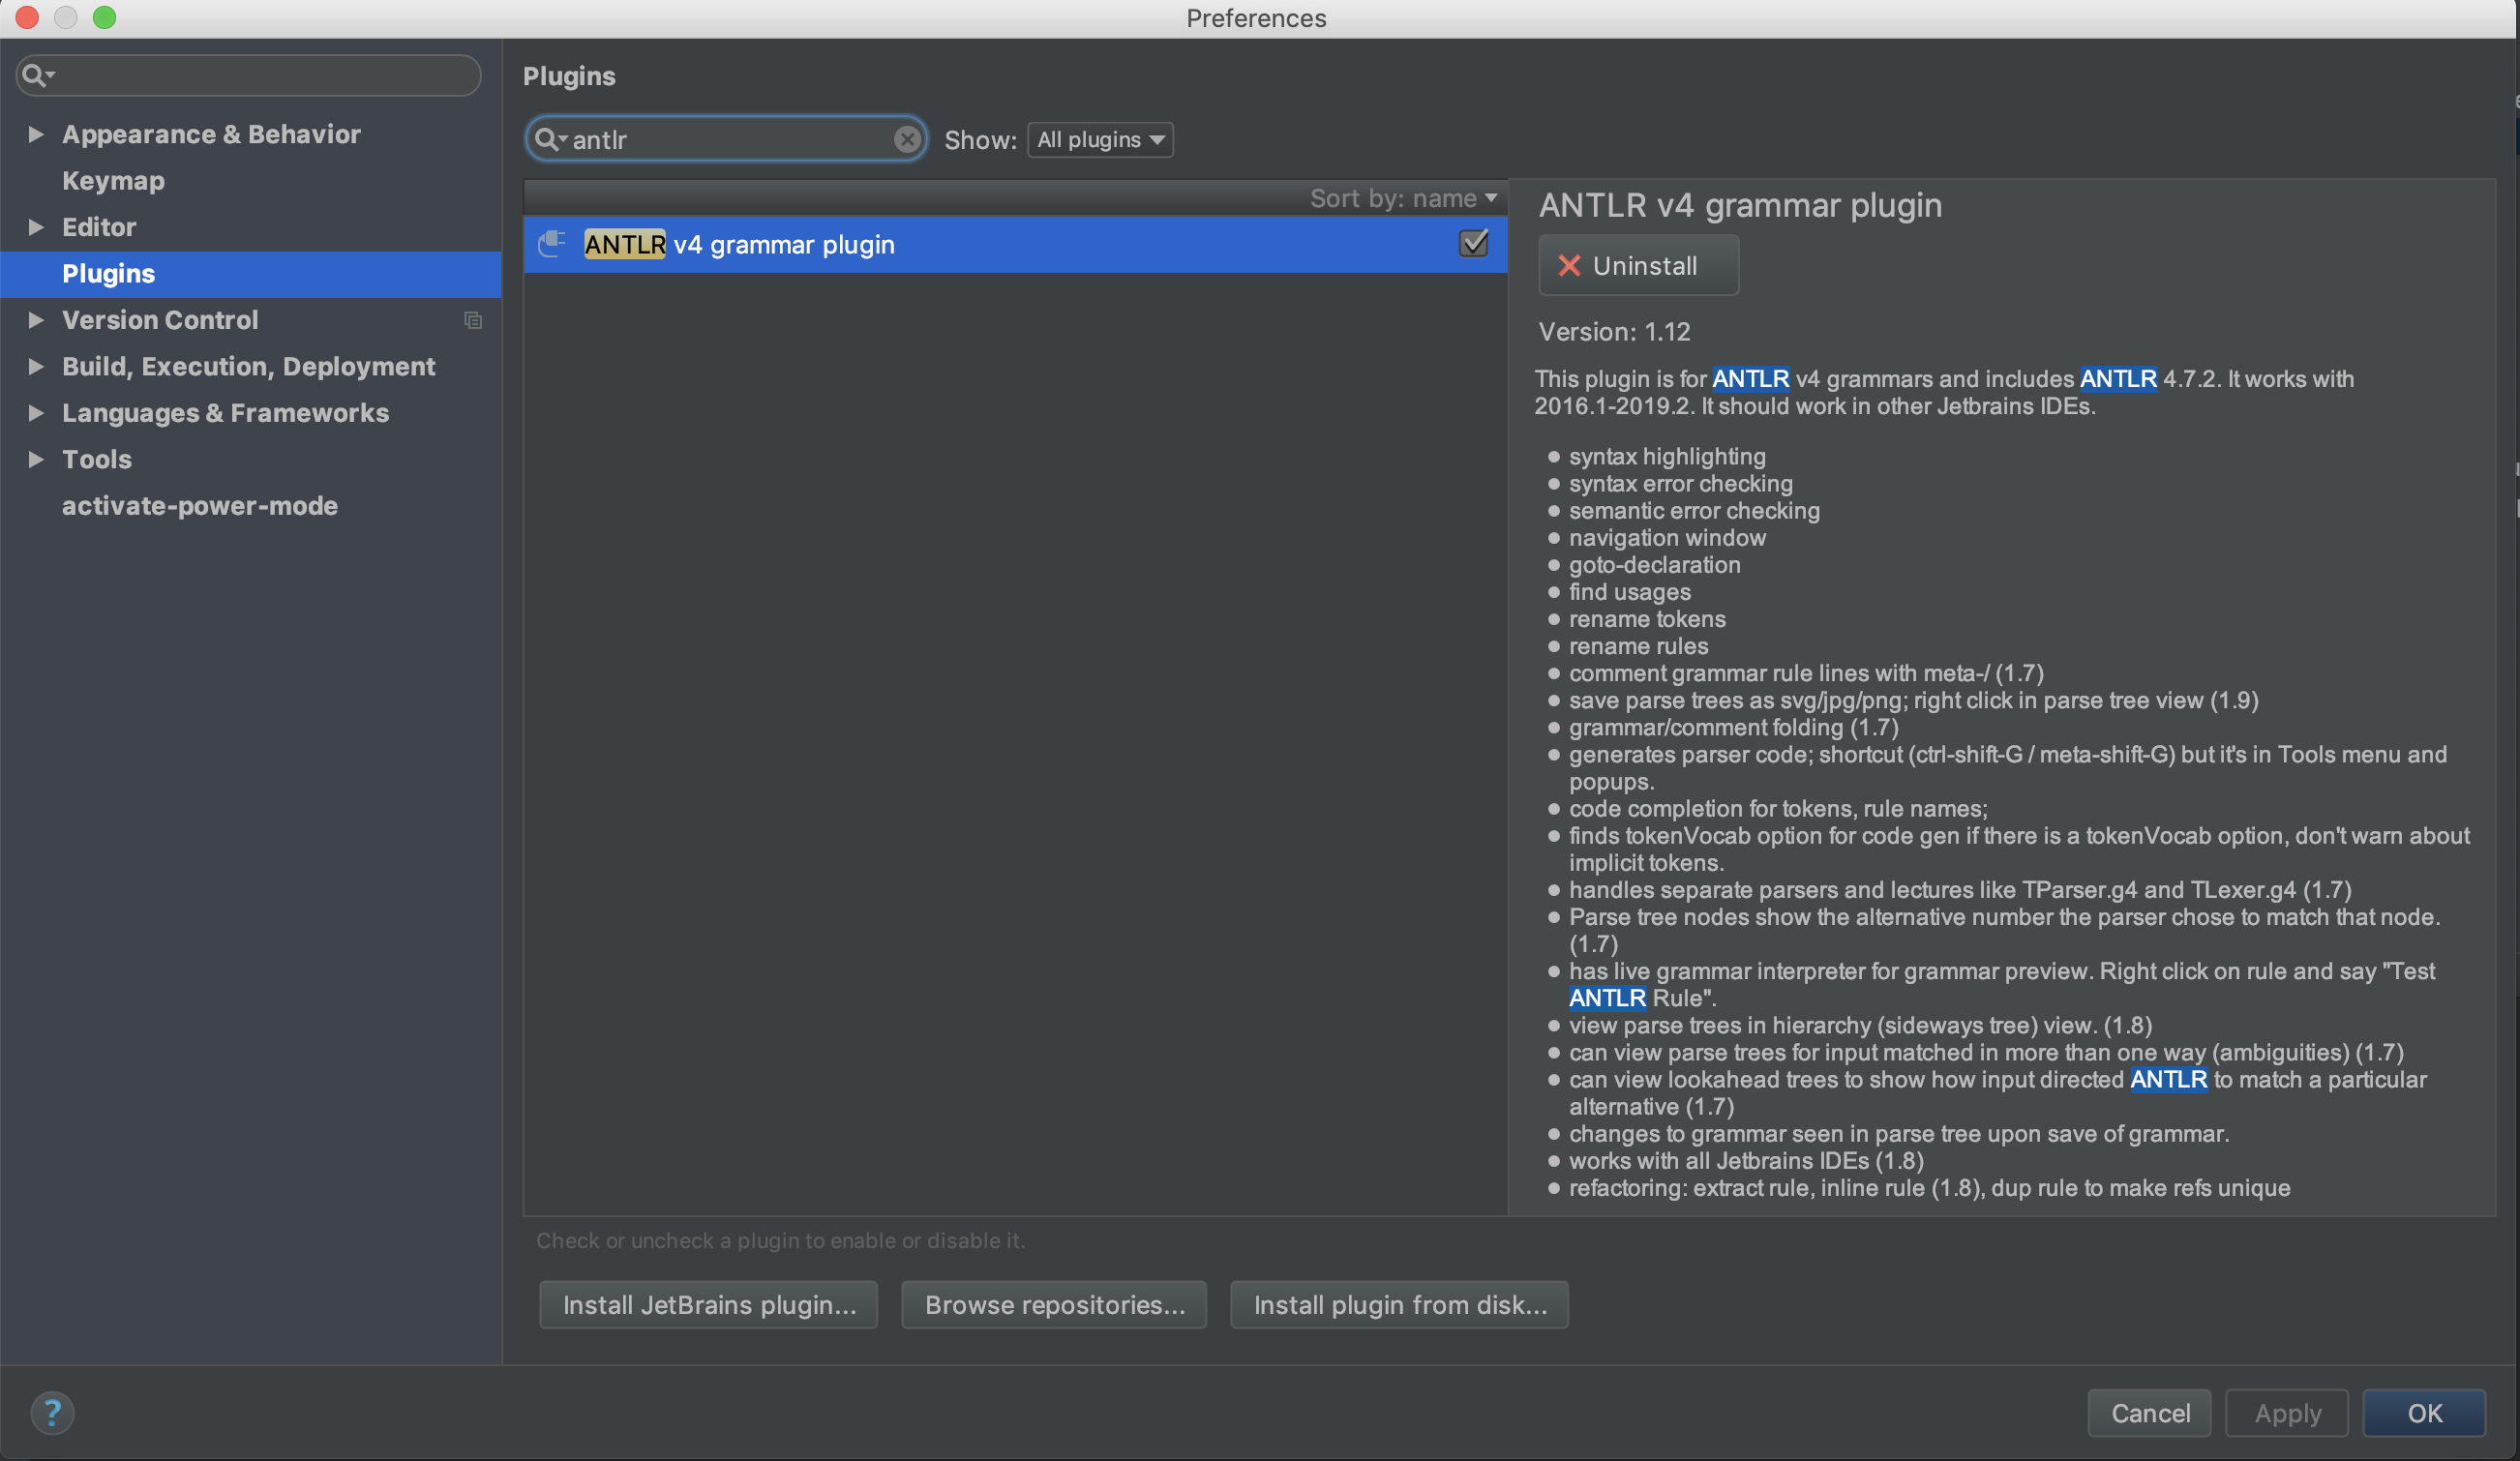 Preferences
Appearance & Behavior
Keymap
Editor
Plugins
Version Control
Build, Execution, Deployment
Languages & Frameworks
Tools
activate-power-mode
Plugins
antlr
Show: All plugins
Sort by: name
ANTLR v4 grammar plugin
ANTLR v4 grammar plugin
Uninstall
Version: 1.12
This plugin is for ANTLR v4 grammars and includes ANTLR 4.7.2. It works with
2016.1-2019.2. It should work in other Jetbrains IDEs.
syntax highlighting
syntax error checking
semantic error checking
navigation window
goto-declaration
find usages
rename tokens
rename rules
comment grammar rule lines with meta-/ (1.7)
save parse trees as svg/jpg/png; right click in parse tree view (1.9)
grammar/comment folding (1.7)
generates parser code; shortcut (ctrl-shift-G / meta-shift-G) but it's in Tools menu and
popups.
code completion for tokens, rule names;
finds tokenVocab option for code gen if there is a tokenVocab option, don't warn about
implicit tokens.
handles separate parsers and lectures like TParser.g4 and TLexer.g4 (1.7)
Parse tree nodes show the alternative number the parser chose to match that node.
(1.7)
has live grammar interpreter for grammar preview. Right click on rule and say "Test
ANTLR Rule".
view parse trees in hierarchy (sideways tree) view. (1.8)
can view parse trees for input matched in more than one way (ambiguities) (1.7)
can view lookahead trees to show how input directed ANTLR to match a particular
alternative (1.7)
changes to grammar seen in parse tree upon save of grammar.
works with all Jetbrains IDEs (1.8)
refactoring: extract rule, inline rule (1.8), dup rule to make refs unique
Check or uncheck a plugin to enable or disable it.
Install JetBrains plugin...
Browse repositories...
Install plugin from disk...
?
Cancel
Apply
OK